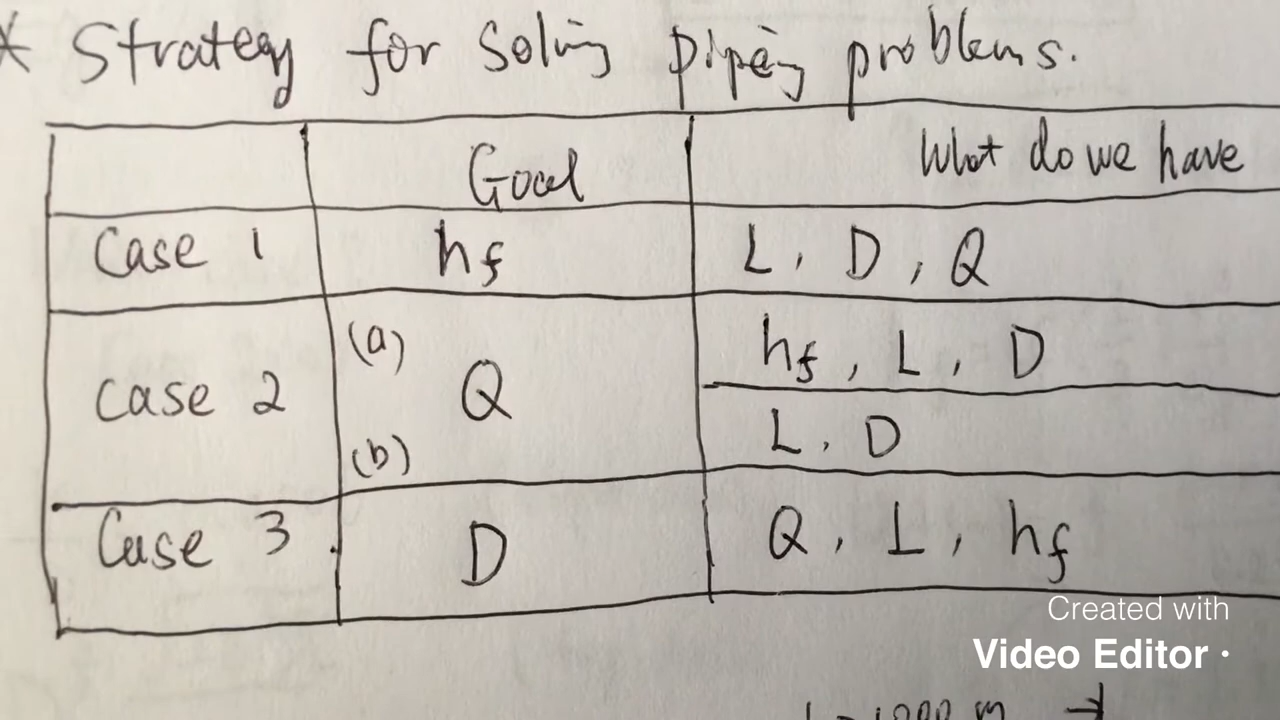 * Strategy for Solving piping problems.
Goal What do we have
Case 1 hf L, D, Q
(a) hf, L, D
Case 2 Q
(b) L, D
Case 3 D Q, L, hf
Created with
Video Editor